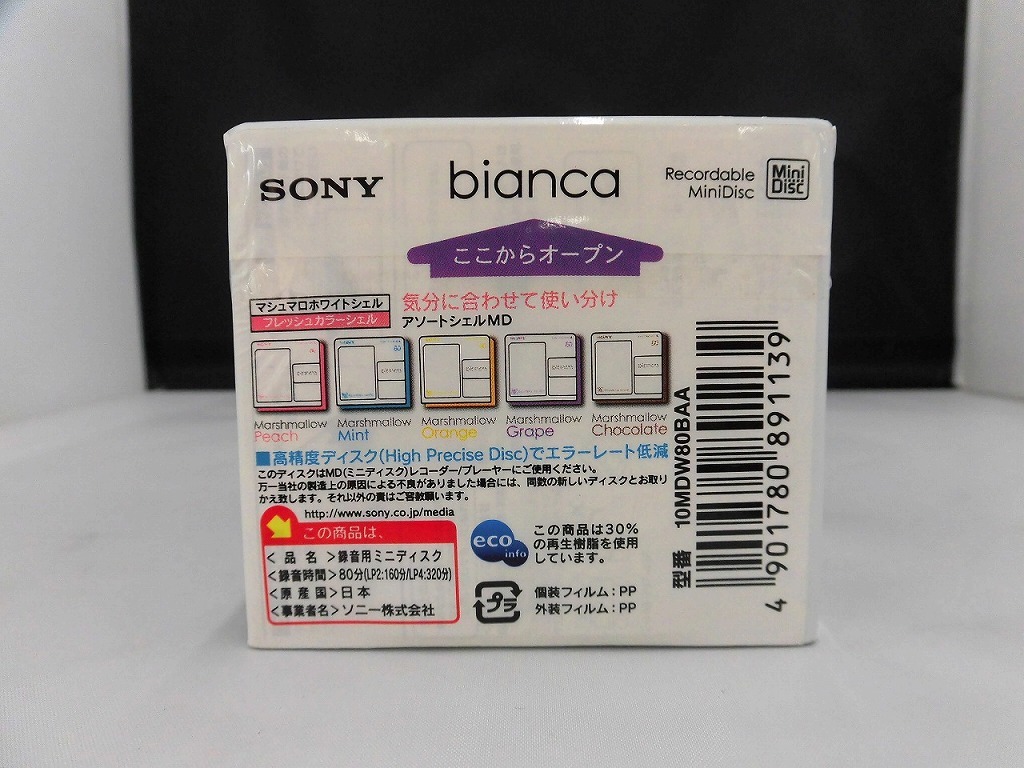 SONY
bianca
Recordable
MiniDisc
Mini
Disc
ここからオープン
マシュマロホワイトシェル
フレッシュカラーシェル
気分に合わせて使い分け
アソートシェルMD
Marshmallow
Peach
Marshmallow
Mint
Marshmallow
Orange
Marshmallow
Grape
Marshmallow
Chocolate
■高精度ディスク(High Precise Disc)でエラーレート低減
このディスクはMD(ミニディスク)レコーダー/プレーヤーにご使用ください。
万一当社の製造上の原因による不良がありました場合には、同数の新しいディスクとお取り
かえ致します。それ以外の責はご容赦願います。
http://www.sony.co.jp/media
この商品は、
<品名>録音用ミニディスク
<録音時間>80分(LP2:160分/LP4:320分)
<原産国>日本
<事業者名>ソニー株式会社
eco
info
この商品は30%
の再生樹脂を使用
しています。
プラ
個装フィルム:PP
外装フィルム:PP
型番 10MDW80BAA
4 901780 891139